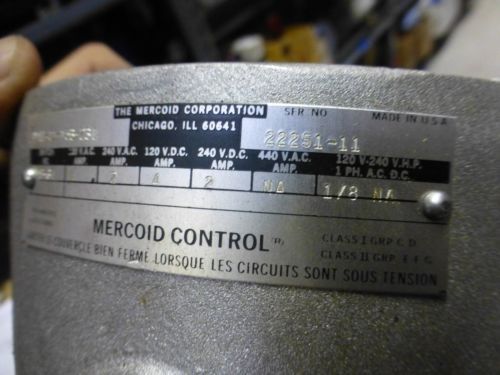 THE MERCOID CORPORATION
CHICAGO, ILL 60641
SER. NO
MADE IN U.S.A.
22251-11
240 V.A.C. 120 V.D.C. 240 V.D.C. 440 V.A.C. 120 V-240 V.H.P.
AMP. AMP. AMP. AMP. 1 PH. A.C. D.C.
2 NA 1/8 NA
MERCOID CONTROL
CLASS I GRP. C D
CLASS II GRP. E F G
COUVERCLE BIEN FERMÉ LORSQUE LES CIRCUITS SONT SOUS TENSION